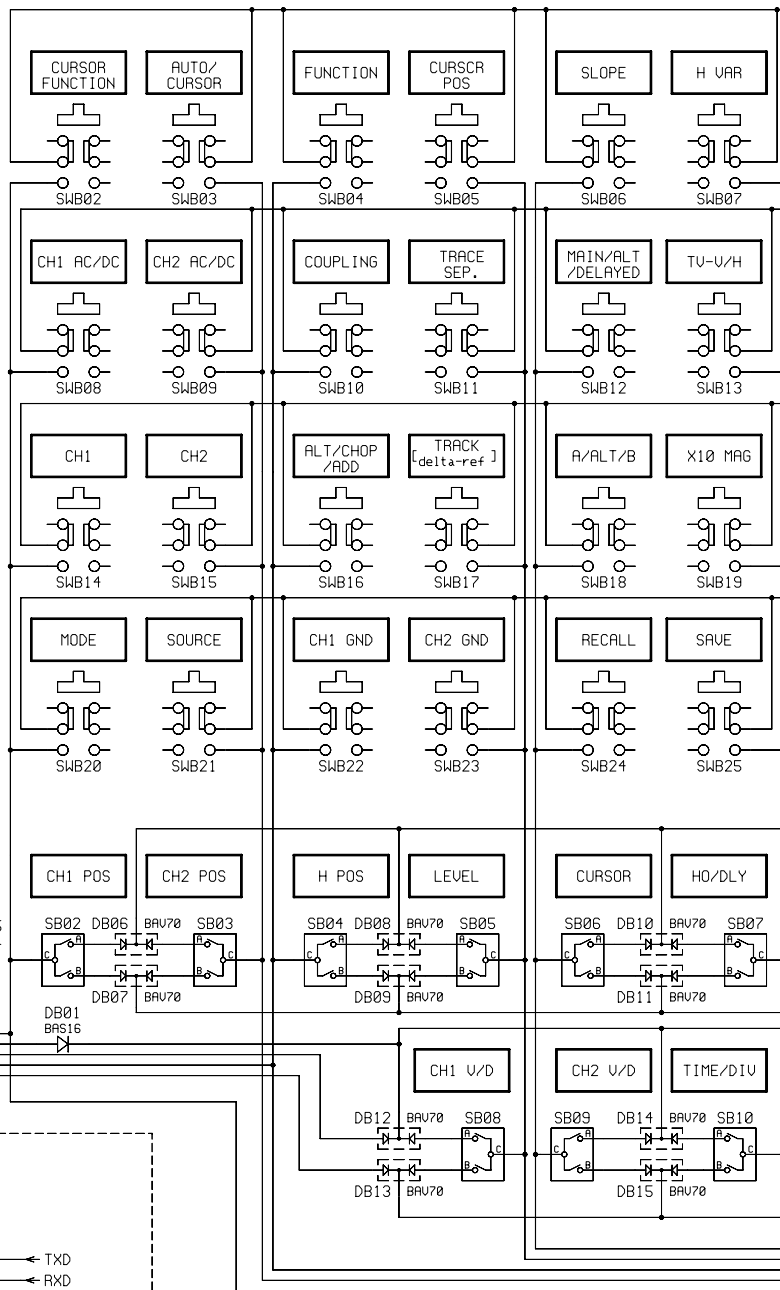 CURSOR
FUNCTION
AUTO/
CURSOR
FUNCTION
CURSCR
POS
SLOPE
H VAR
SWB02
SWB03
SWB04
SWB05
SWB06
SWB07
CH1 AC/DC
CH2 AC/DC
COUPLING
TRACE
SEP.
MAIN/ALT
/DELAYED
TV-V/H
SWB08
SWB09
SWB10
SWB11
SWB12
SWB13
CH1
CH2
ALT/CHOP
/ADD
TRACK
[delta-ref ]
A/ALT/B
X10 MAG
SWB14
SWB15
SWB16
SWB17
SWB18
SWB19
MODE
SOURCE
CH1 GND
CH2 GND
RECALL
SAVE
SWB20
SWB21
SWB22
SWB23
SWB24
SWB25
CH1 POS
CH2 POS
H POS
LEVEL
CURSOR
HO/DLY
SB02 DB06 BAV70 SB03
SB04 DB08 BAV70 SB05
SB06 DB10 BAV70 SB07
C A B A B C
C A B A B C
C A B A B C
DB07 BAV70
DB09 BAV70
DB11 BAV70
DB01
BAS16
CH1 V/D
CH2 V/D
TIME/DIV
DB12 BAV70 SB08
SB09 DB14 BAV70 SB10
A B C
C A B A B C
DB13 BAV70
DB15 BAV70
TXD
RXD